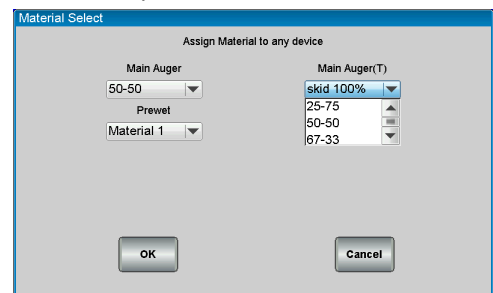 Material Select
Assign Material to any device
Main Auger
Main Auger(T)
50-50
skid 100%
Prewet
25-75
Material 1
50-50
67-33
OK
Cancel